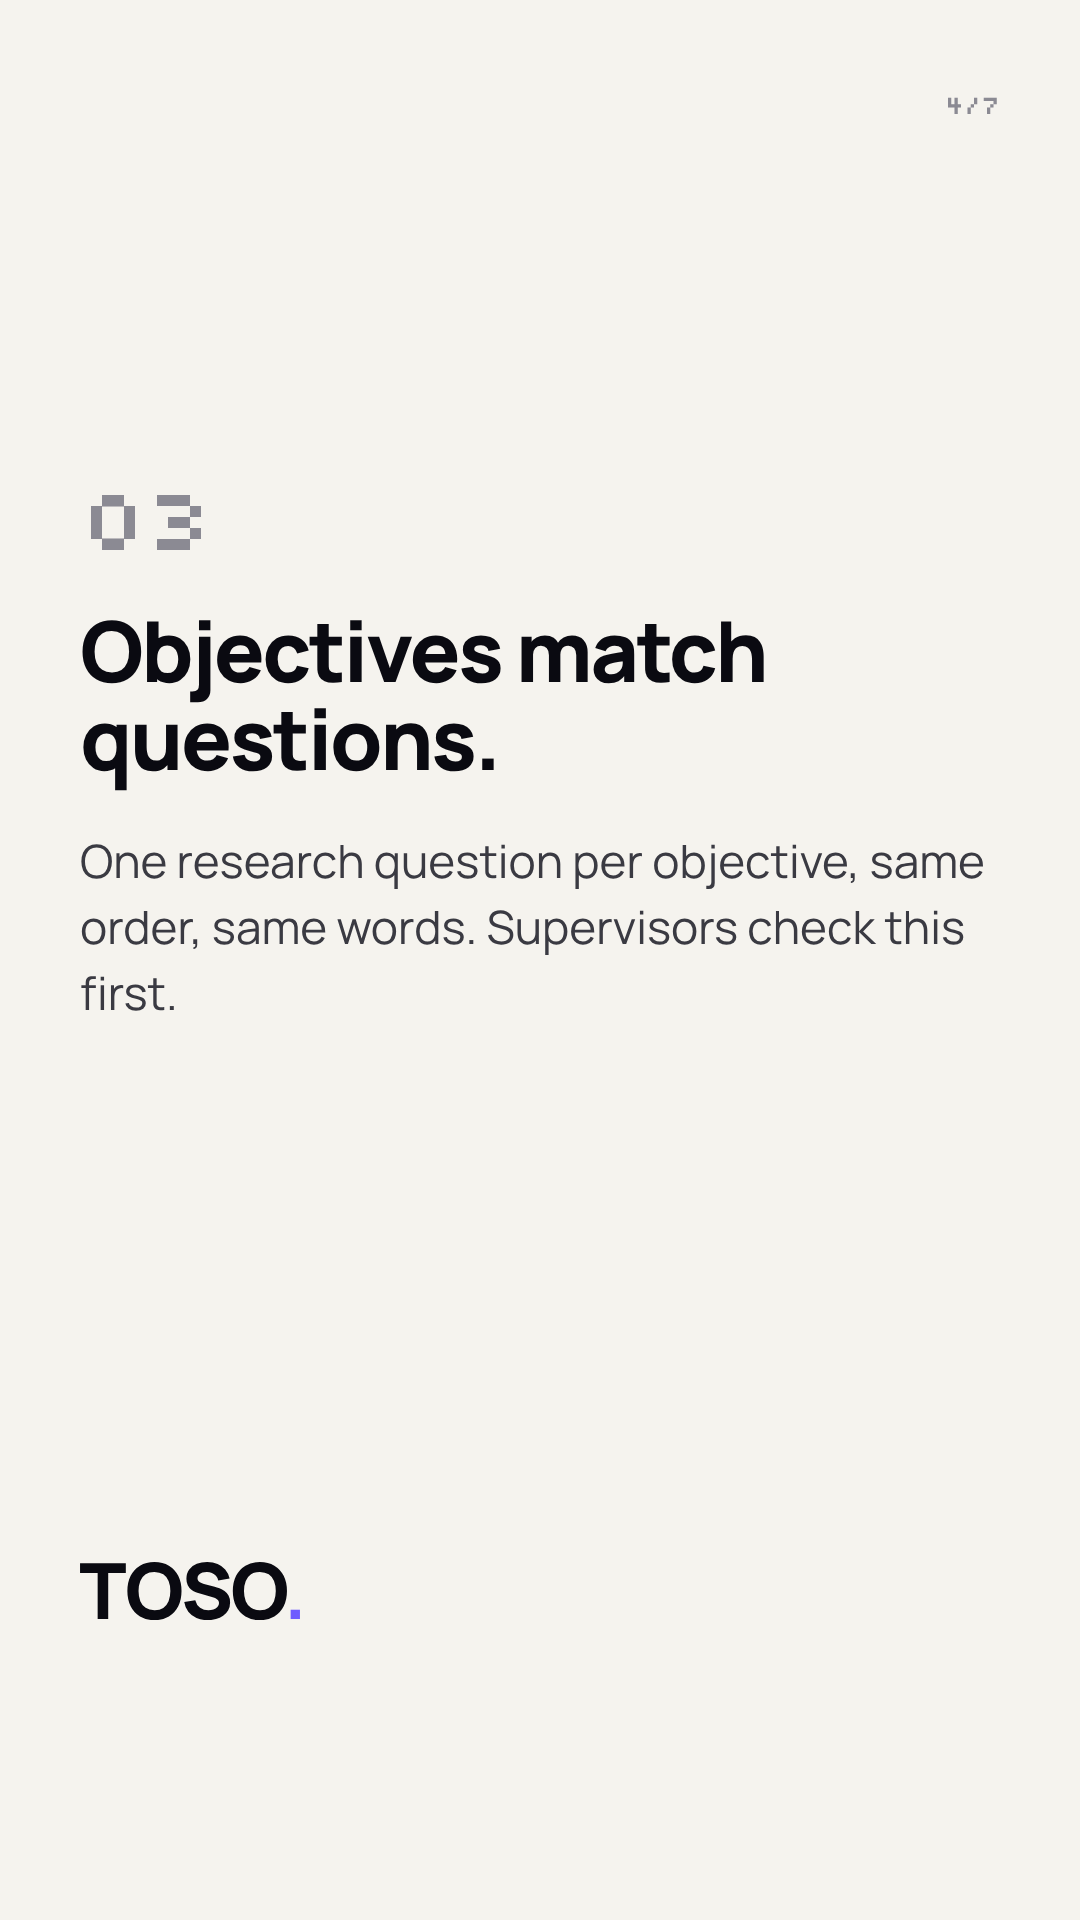 4/7
03
Objectives match
questions.
One research question per objective, same
order, same words. Supervisors check this
first.
TOSO.